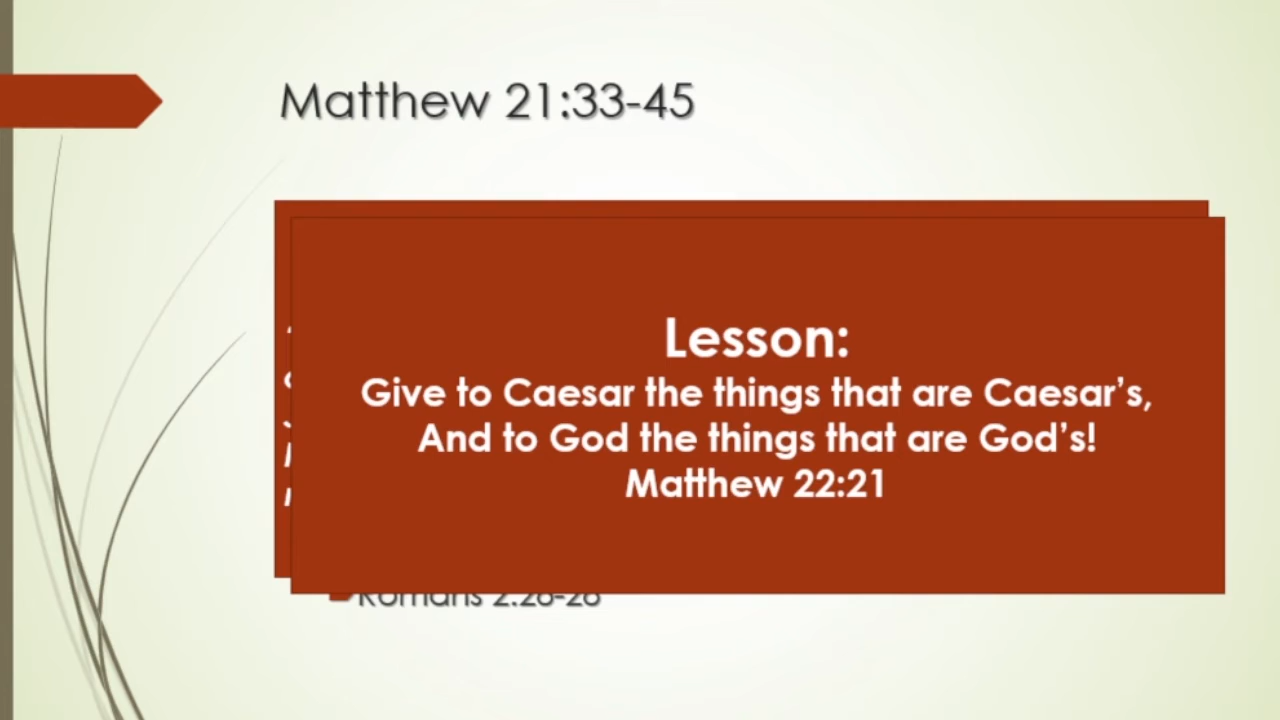 Matthew 21:33-45
Lesson:
Give to Caesar the things that are Caesar’s,
And to God the things that are God’s!
Matthew 22:21
Romans